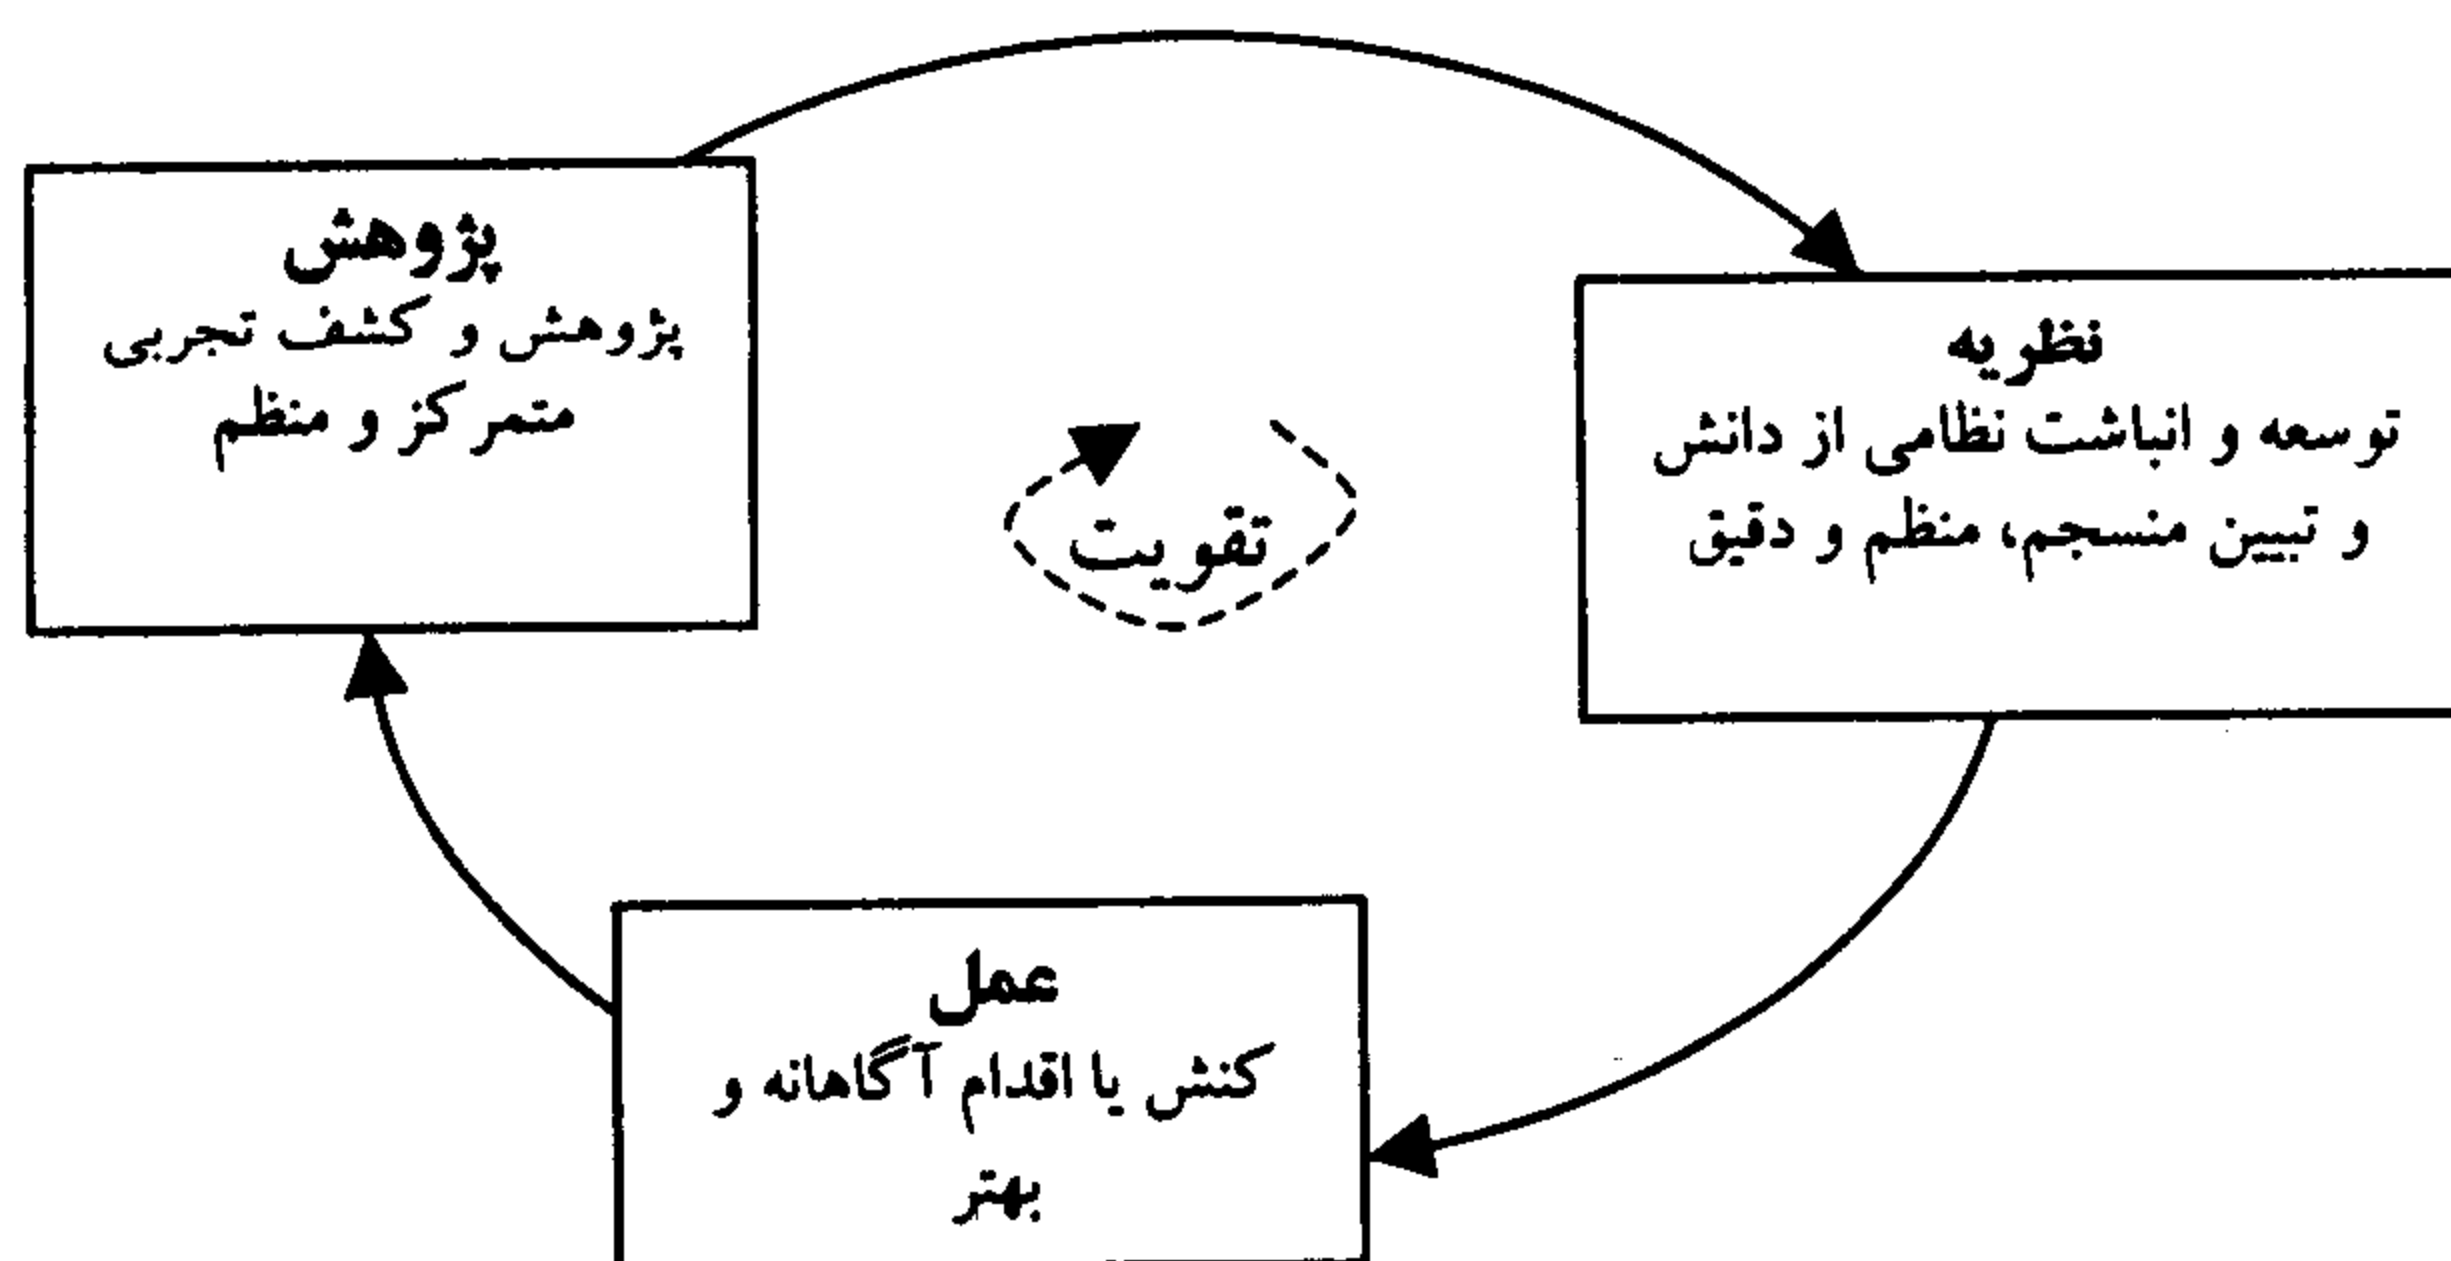 پژوهش
پژوهش و کشف تجربی
متمرکز و منظم
نظریه
توسعه و انباشت نظامی از دانش
و تبیین منسجم، منظم و دقیق
تقویت
عمل
کنش یا اقدام آگاهانه و
بهتر